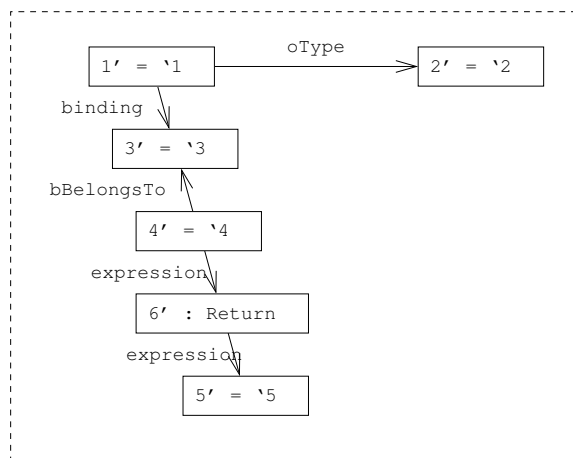 oType
1′ = ‘1
2′ = ‘2
binding
3′ = ‘3
bBelongsTo
4′ = ‘4
expression
6′ : Return
expression
5′ = ‘5